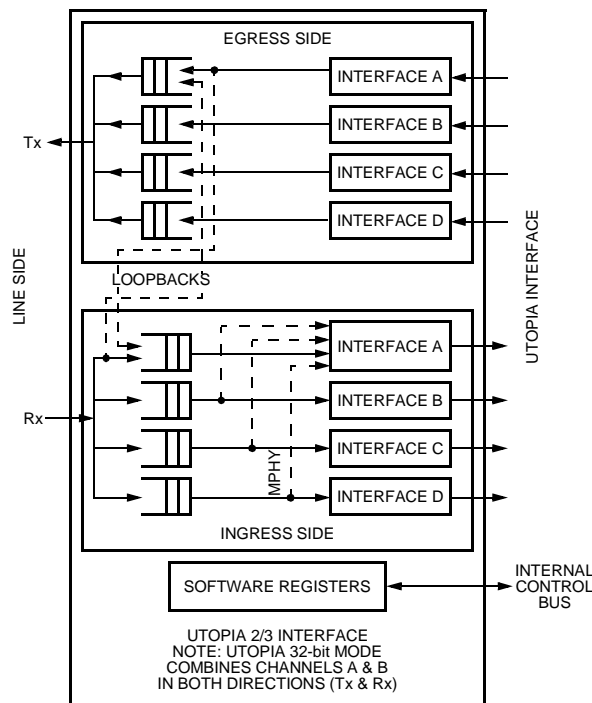 EGRESS SIDE
INTERFACE A
INTERFACE B
INTERFACE C
INTERFACE D
Tx
LINE SIDE
LOOPBACKS
UTOPIA INTERFACE
INTERFACE A
INTERFACE B
INTERFACE C
INTERFACE D
Rx
MPHY
INGRESS SIDE
SOFTWARE REGISTERS
INTERNAL
CONTROL
BUS
UTOPIA 2/3 INTERFACE
NOTE: UTOPIA 32-bit MODE
COMBINES CHANNELS A & B
IN BOTH DIRECTIONS (Tx & Rx)